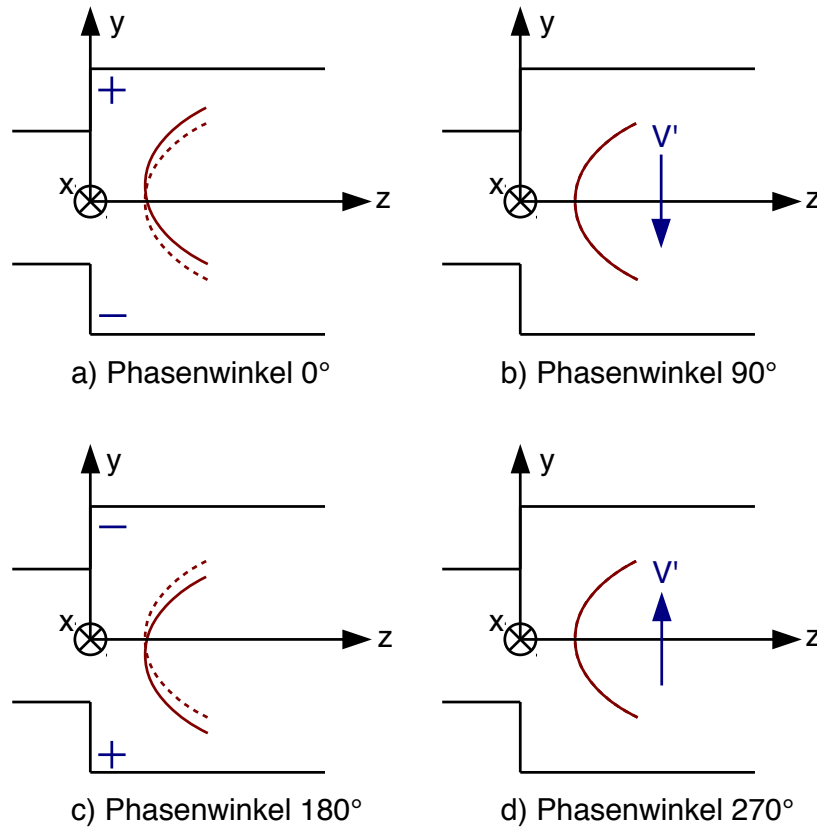 y
+
x
z
−
a) Phasenwinkel 0°
y
V'
x
z
b) Phasenwinkel 90°
y
−
x
z
+
c) Phasenwinkel 180°
y
V'
x
z
d) Phasenwinkel 270°